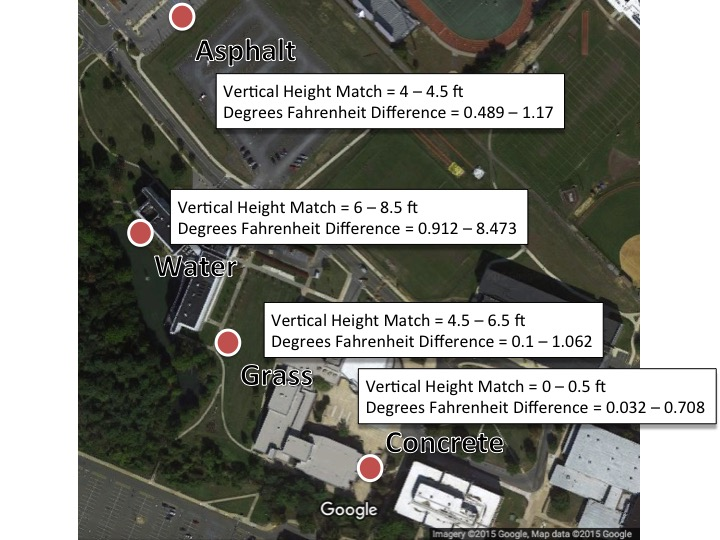 Asphalt
Vertical Height Match = 4 – 4.5 ft
Degrees Fahrenheit Difference = 0.489 – 1.17
Vertical Height Match = 6 – 8.5 ft
Degrees Fahrenheit Difference = 0.912 – 8.473
Water
Vertical Height Match = 4.5 – 6.5 ft
Degrees Fahrenheit Difference = 0.1 – 1.062
Grass
Vertical Height Match = 0 – 0.5 ft
Degrees Fahrenheit Difference = 0.032 – 0.708
Concrete
Google
Imagery ©2015 Google, Map data ©2015 Google